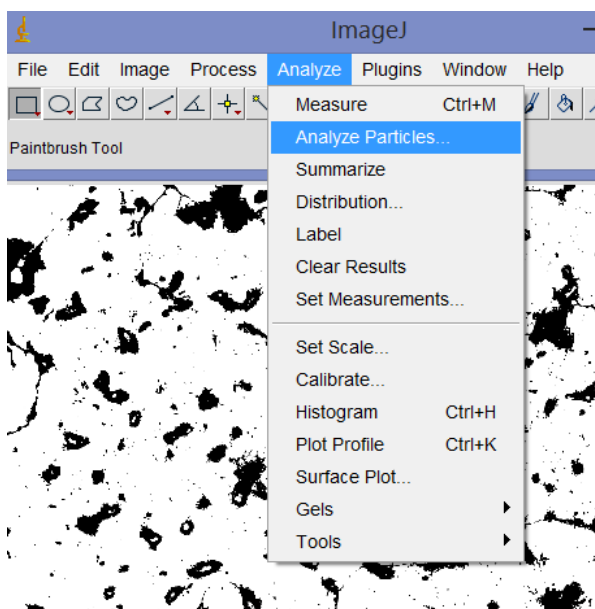 ImageJ
File Edit Image Process Analyze Plugins Window Help
Paintbrush Tool
Measure Ctrl+M
Analyze Particles...
Summarize
Distribution...
Label
Clear Results
Set Measurements...
Set Scale...
Calibrate...
Histogram Ctrl+H
Plot Profile Ctrl+K
Surface Plot...
Gels
Tools